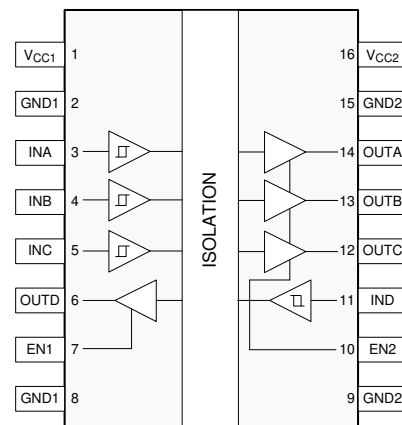 VCC1 1 16 VCC2
GND1 2 15 GND2
INA 3 14 OUTA
INB 4 13 OUTB
INC 5 12 OUTC
OUTD 6 11 IND
EN1 7 10 EN2
GND1 8 9 GND2
ISOLATION